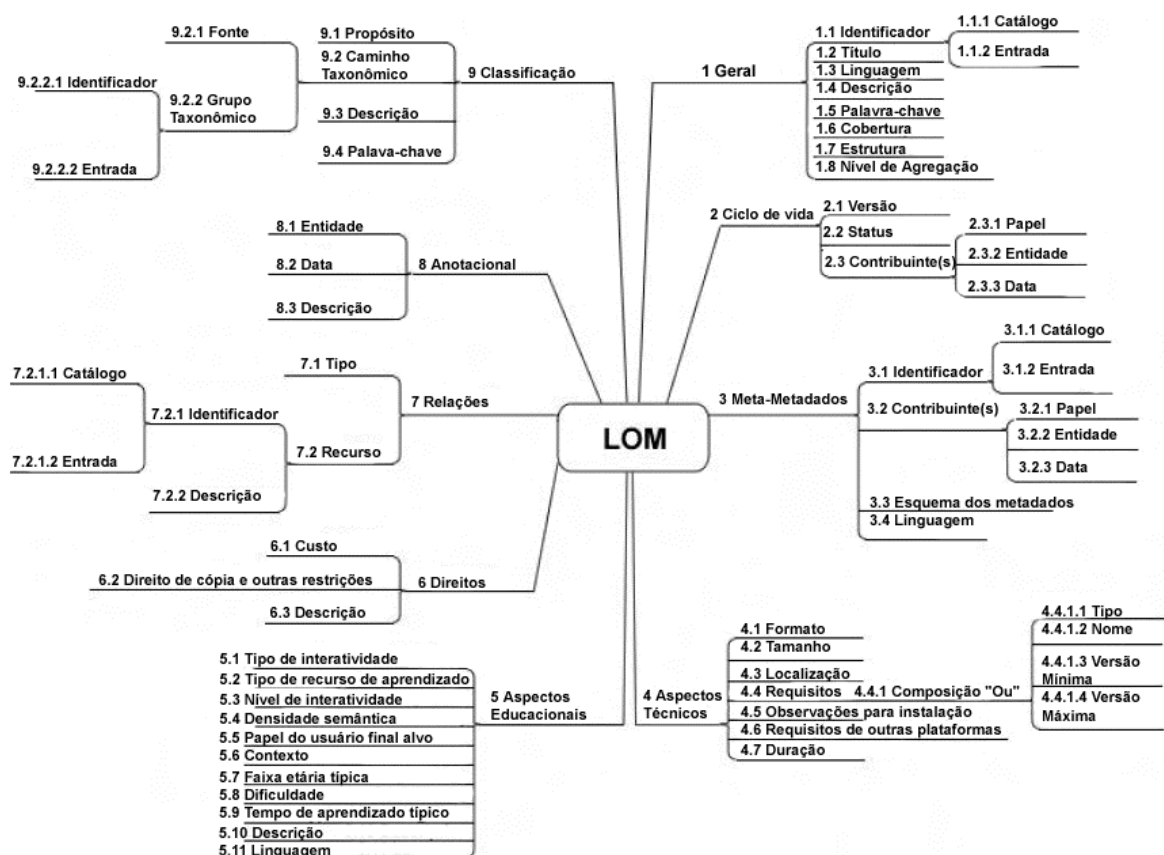 9.2.1 Fonte
9.1 Propósito
9.2 Caminho
Taxonômico
9 Classificação
9.2.2.1 Identificador
9.2.2 Grupo
Taxonômico
9.3 Descrição
9.4 Palava-chave
9.2.2.2 Entrada
1 Geral
1.1 Identificador
1.1.1 Catálogo
1.1.2 Entrada
1.2 Título
1.3 Linguagem
1.4 Descrição
1.5 Palavra-chave
1.6 Cobertura
1.7 Estrutura
1.8 Nível de Agregação
8.1 Entidade
8.2 Data
8 Anotacional
8.3 Descrição
2 Ciclo de vida
2.1 Versão
2.2 Status
2.3 Contribuinte(s)
2.3.1 Papel
2.3.2 Entidade
2.3.3 Data
7.2.1.1 Catálogo
7.1 Tipo
7 Relações
7.2.1 Identificador
7.2 Recurso
7.2.1.2 Entrada
7.2.2 Descrição
LOM
3 Meta-Metadados
3.1 Identificador
3.1.1 Catálogo
3.1.2 Entrada
3.2 Contribuinte(s)
3.2.1 Papel
3.2.2 Entidade
3.2.3 Data
3.3 Esquema dos metadados
3.4 Linguagem
6.1 Custo
6.2 Direito de cópia e outras restrições
6 Direitos
6.3 Descrição
5.1 Tipo de interatividade
5.2 Tipo de recurso de aprendizado
5.3 Nível de interatividade
5 Aspectos
Educacionais
5.4 Densidade semântica
5.5 Papel do usuário final alvo
5.6 Contexto
5.7 Faixa etária típica
5.8 Dificuldade
5.9 Tempo de aprendizado típico
5.10 Descrição
5.11 Linguagem
4 Aspectos
Técnicos
4.1 Formato
4.2 Tamanho
4.3 Localização
4.4 Requisitos
4.4.1 Composição "Ou"
4.4.1.1 Tipo
4.4.1.2 Nome
4.4.1.3 Versão
Mínima
4.4.1.4 Versão
Máxima
4.5 Observações para instalação
4.6 Requisitos de outras plataformas
4.7 Duração